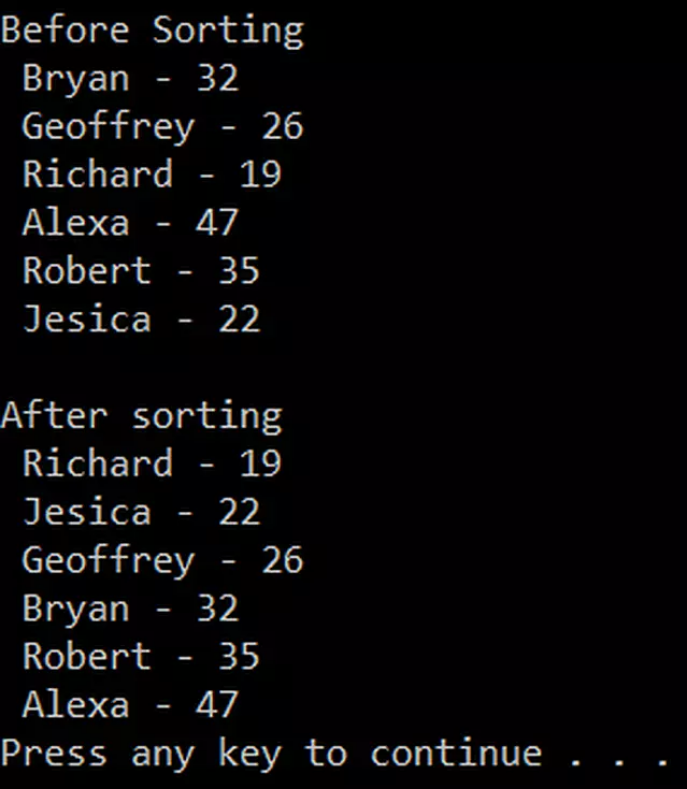 Before Sorting
Bryan - 32
Geoffrey - 26
Richard - 19
Alexa - 47
Robert - 35
Jesica - 22
After sorting
Richard - 19
Jesica - 22
Geoffrey - 26
Bryan - 32
Robert - 35
Alexa - 47
Press any key to continue . . .